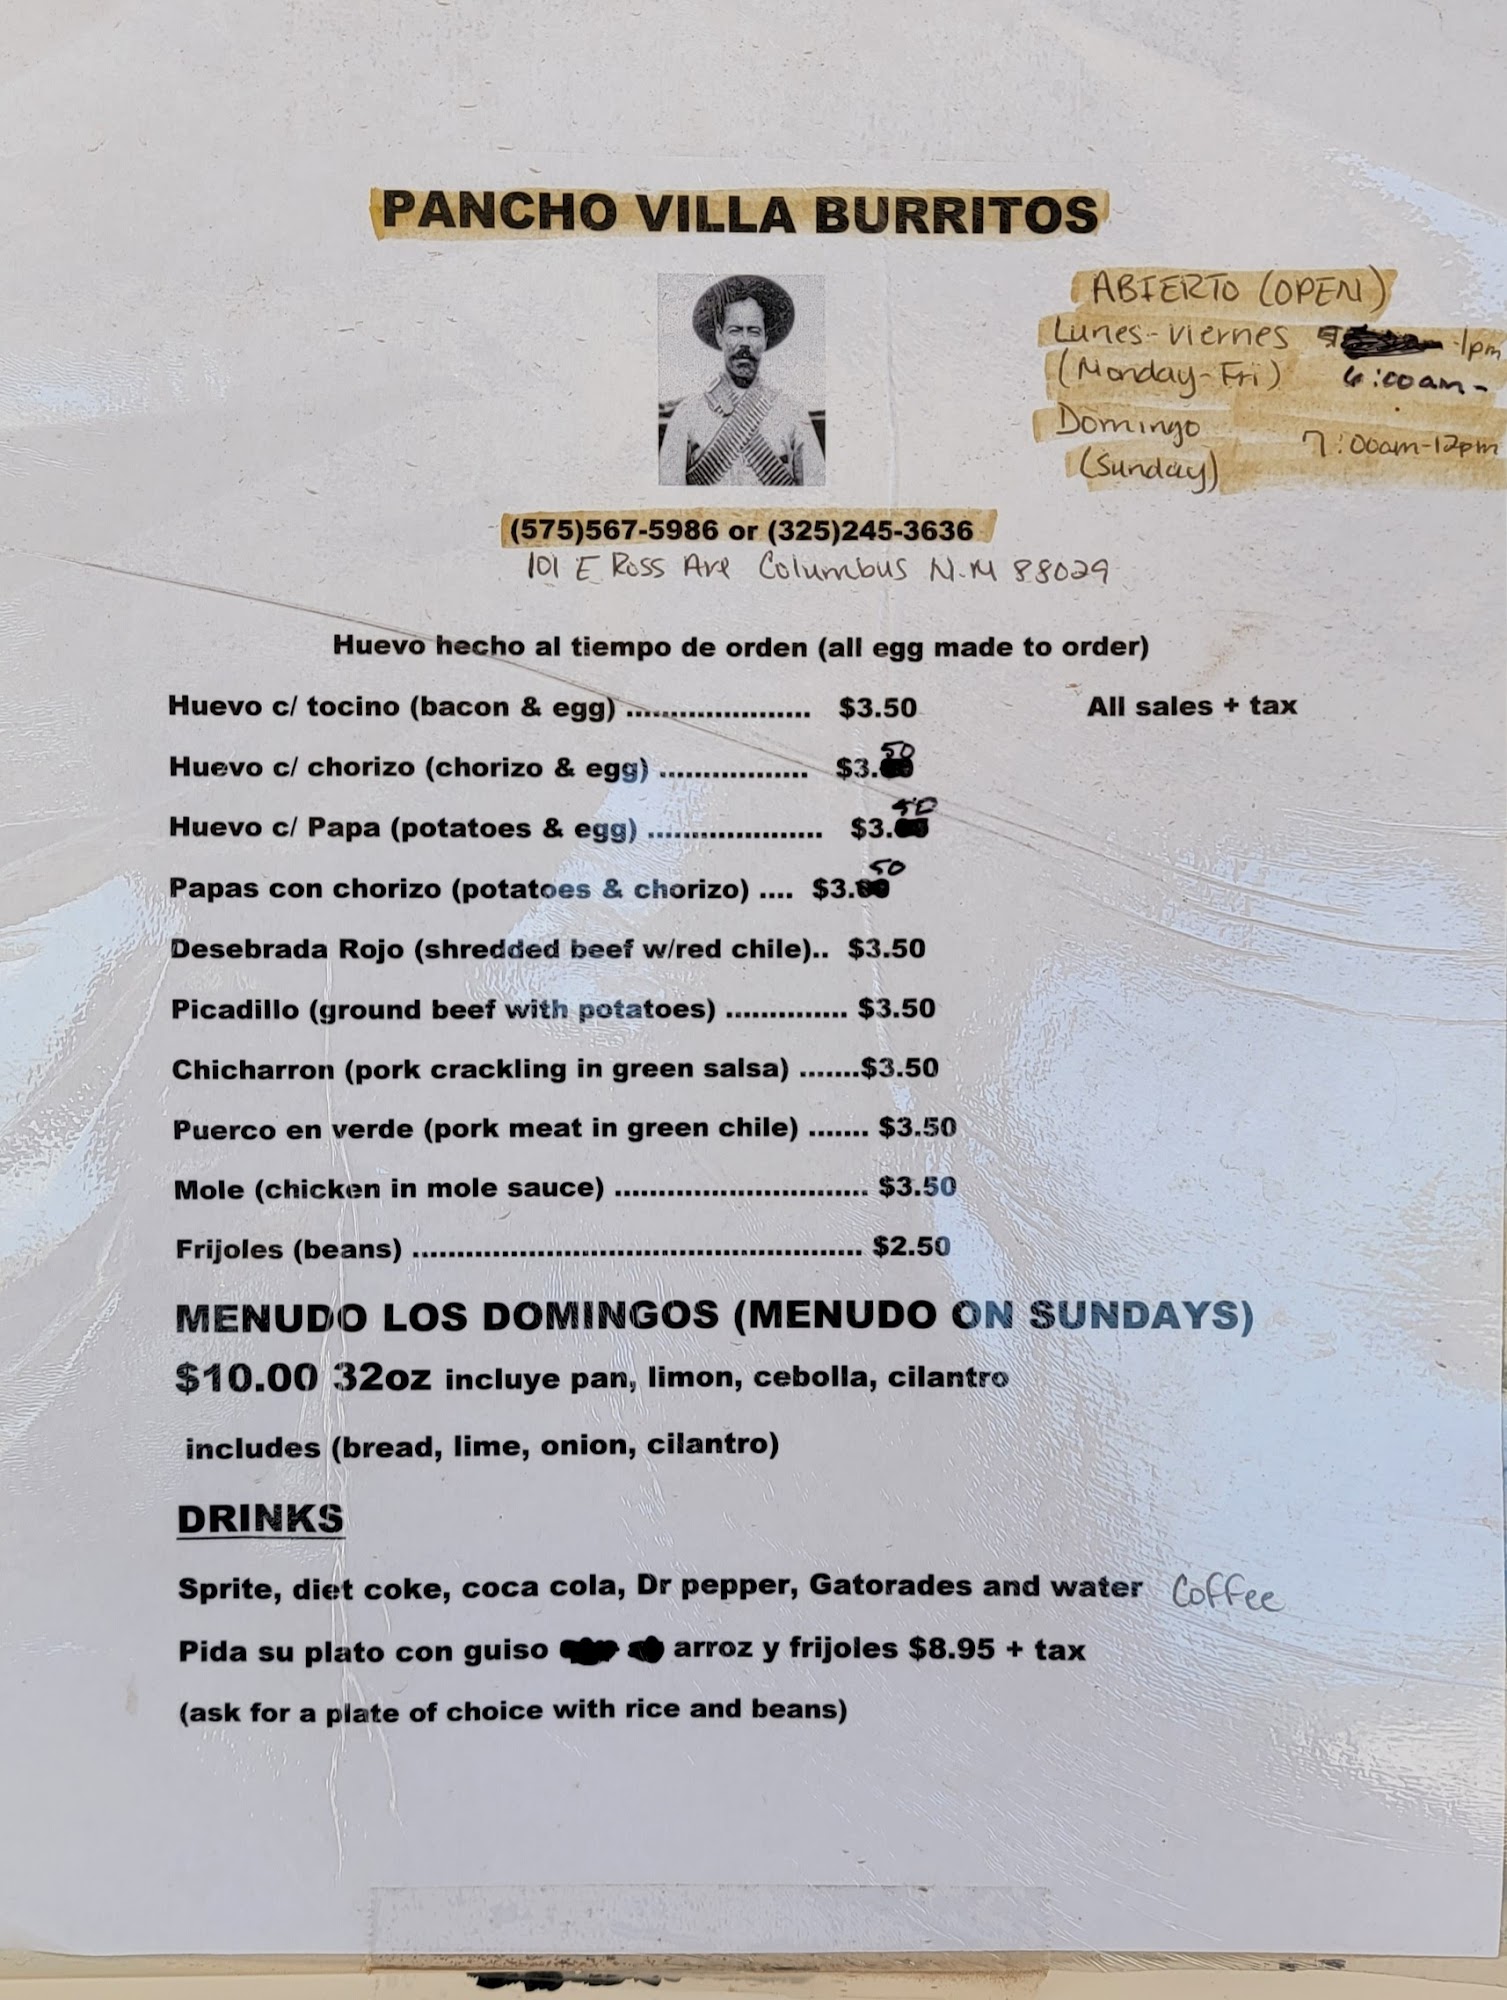 PANCHO VILLA BURRITOS
ABIERTO (OPEN)
Lunes-viernes -1pm
(Monday-Fri) 6:00am-
Domingo 7:00am-12pm
(Sunday)
(575)567-5986 or (325)245-3636
101 E Ross Ave Columbus N.M 88029
Huevo hecho al tiempo de orden (all egg made to order)
Huevo c/ tocino (bacon & egg) ..................... $3.50 All sales + tax
Huevo c/ chorizo (chorizo & egg) ................. $3.50
Huevo c/ Papa (potatoes & egg) .................... $3.50
Papas con chorizo (potatoes & chorizo) .... $3.50
Desebrada Rojo (shredded beef w/red chile).. $3.50
Picadillo (ground beef with potatoes) .............. $3.50
Chicharron (pork crackling in green salsa) .......$3.50
Puerco en verde (pork meat in green chile) ....... $3.50
Mole (chicken in mole sauce) ............................. $3.50
Frijoles (beans) ................................................... $2.50
MENUDO LOS DOMINGOS (MENUDO ON SUNDAYS)
$10.00 32oz incluye pan, limon, cebolla, cilantro
includes (bread, lime, onion, cilantro)
DRINKS
Sprite, diet coke, coca cola, Dr pepper, Gatorades and water Coffee
Pida su plato con guiso arroz y frijoles $8.95 + tax
(ask for a plate of choice with rice and beans)